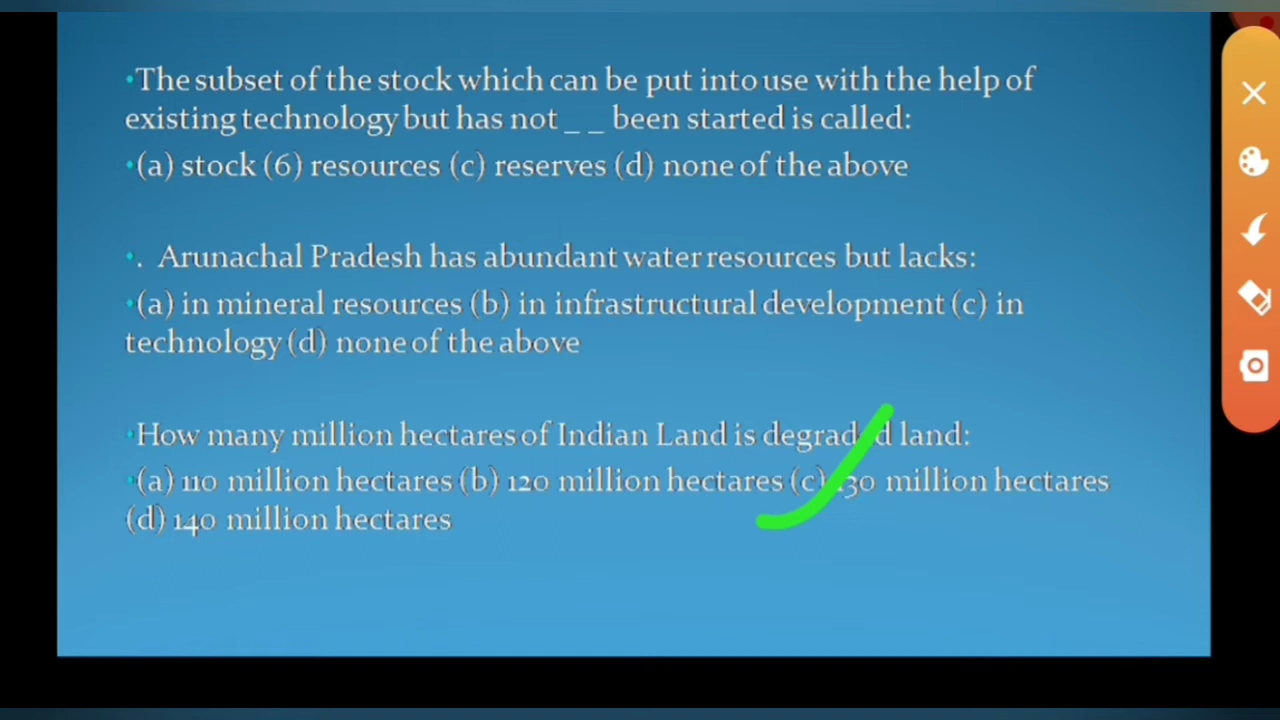 •The subset of the stock which can be put into use with the help of
existing technology but has not _ _ been started is called:
•(a) stock (6) resources (c) reserves (d) none of the above
•. Arunachal Pradesh has abundant water resources but lacks:
•(a) in mineral resources (b) in infrastructural development (c) in
technology (d) none of the above
•How many million hectares of Indian Land is degraded land:
•(a) 110 million hectares (b) 120 million hectares (c) 130 million hectares
(d) 140 million hectares